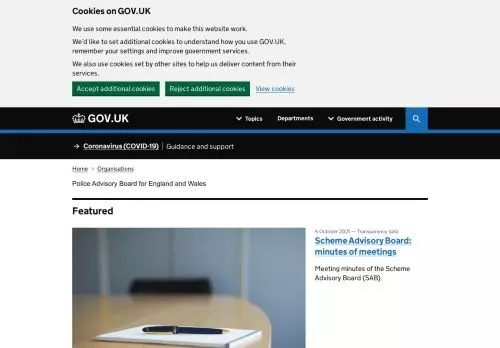 Cookies on GOV.UK
We use some essential cookies to make this website work.
We'd like to set additional cookies to understand how you use GOV.UK,
remember your settings and improve government services.
We also use cookies set by other sites to help us deliver content from their
services.
Accept additional cookies Reject additional cookies View cookies
GOV.UK Topics Departments Government activity
→ Coronavirus (COVID-19) Guidance and support
Home > Organisations
Police Advisory Board for England and Wales
Featured
4 October 2021 — Transparency data
Scheme Advisory Board:
minutes of meetings
Meeting minutes of the Scheme
Advisory Board (SAB).